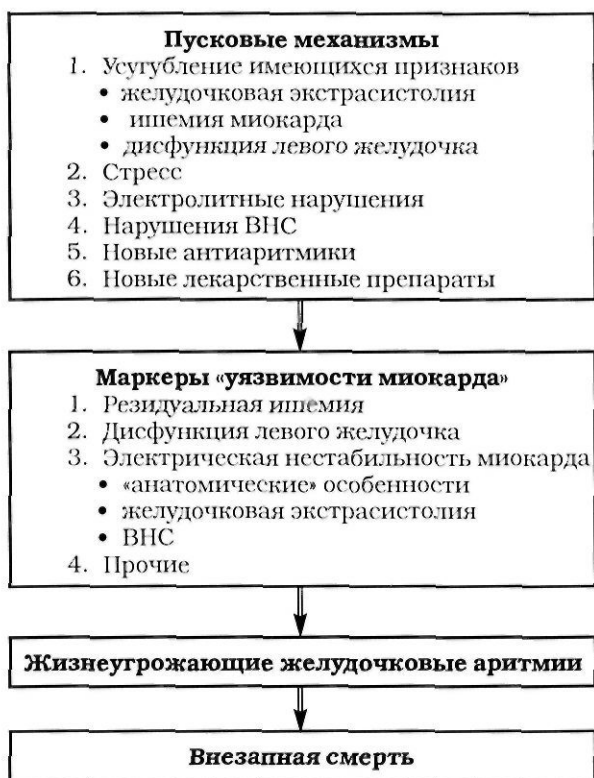 Пусковые механизмы
1. Усугубление имеющихся признаков
• желудочковая экстрасистолия
• ишемия миокарда
• дисфункция левого желудочка
2. Стресс
3. Электролитные нарушения
4. Нарушения ВНС
5. Новые антиаритмики
6. Новые лекарственные препараты
Маркеры «уязвимости миокарда»
1. Резидуальная ишемия
2. Дисфункция левого желудочка
3. Электрическая нестабильность миокарда
• «анатомические» особенности
• желудочковая экстрасистолия
• ВНС
4. Прочие
Жизнеугрожающие желудочковые аритмии
Внезапная смерть